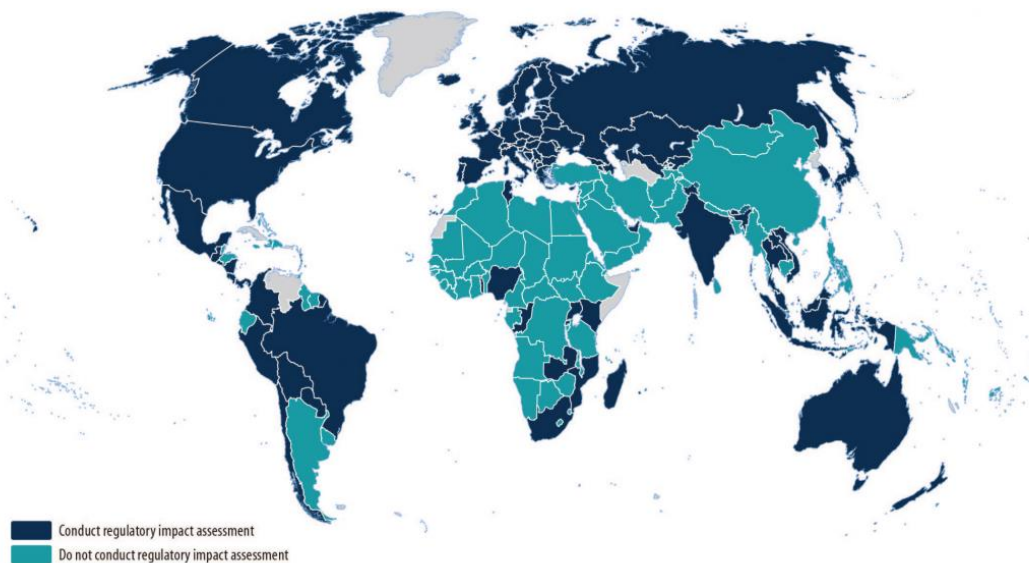 Conduct regulatory impact assessment
Do not conduct regulatory impact assessment